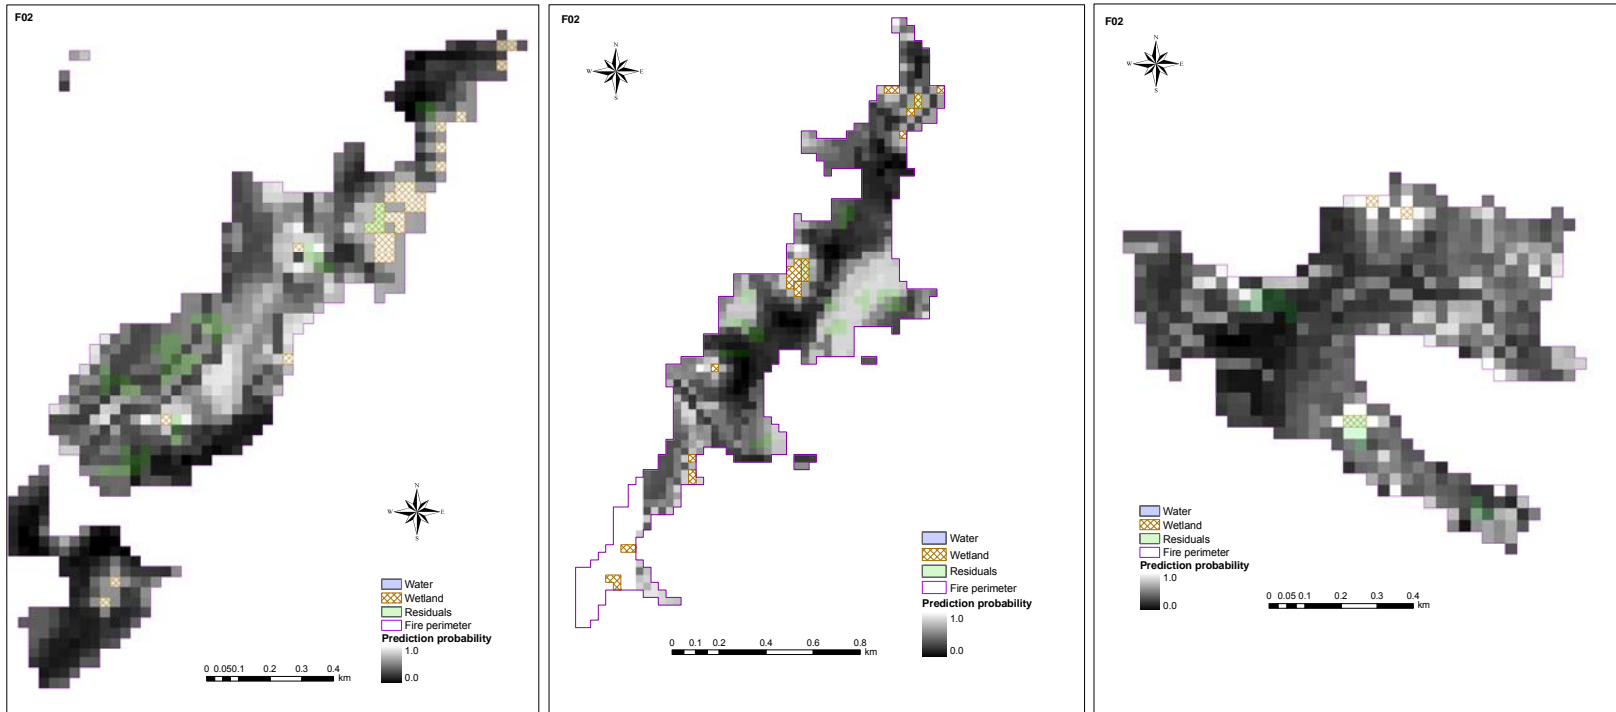 F02
N
W E
S
Water
Wetland
Residuals
Fire perimeter
Prediction probability
1.0
0.0
0 0.050.1 0.2 0.3 0.4
km
F02
N
W E
S
Water
Wetland
Residuals
Fire perimeter
Prediction probability
1.0
0.0
0 0.1 0.2 0.4 0.6 0.8
km
F02
N
W E
S
Water
Wetland
Residuals
Fire perimeter
Prediction probability
1.0
0.0
0 0.05 0.1 0.2 0.3 0.4
km